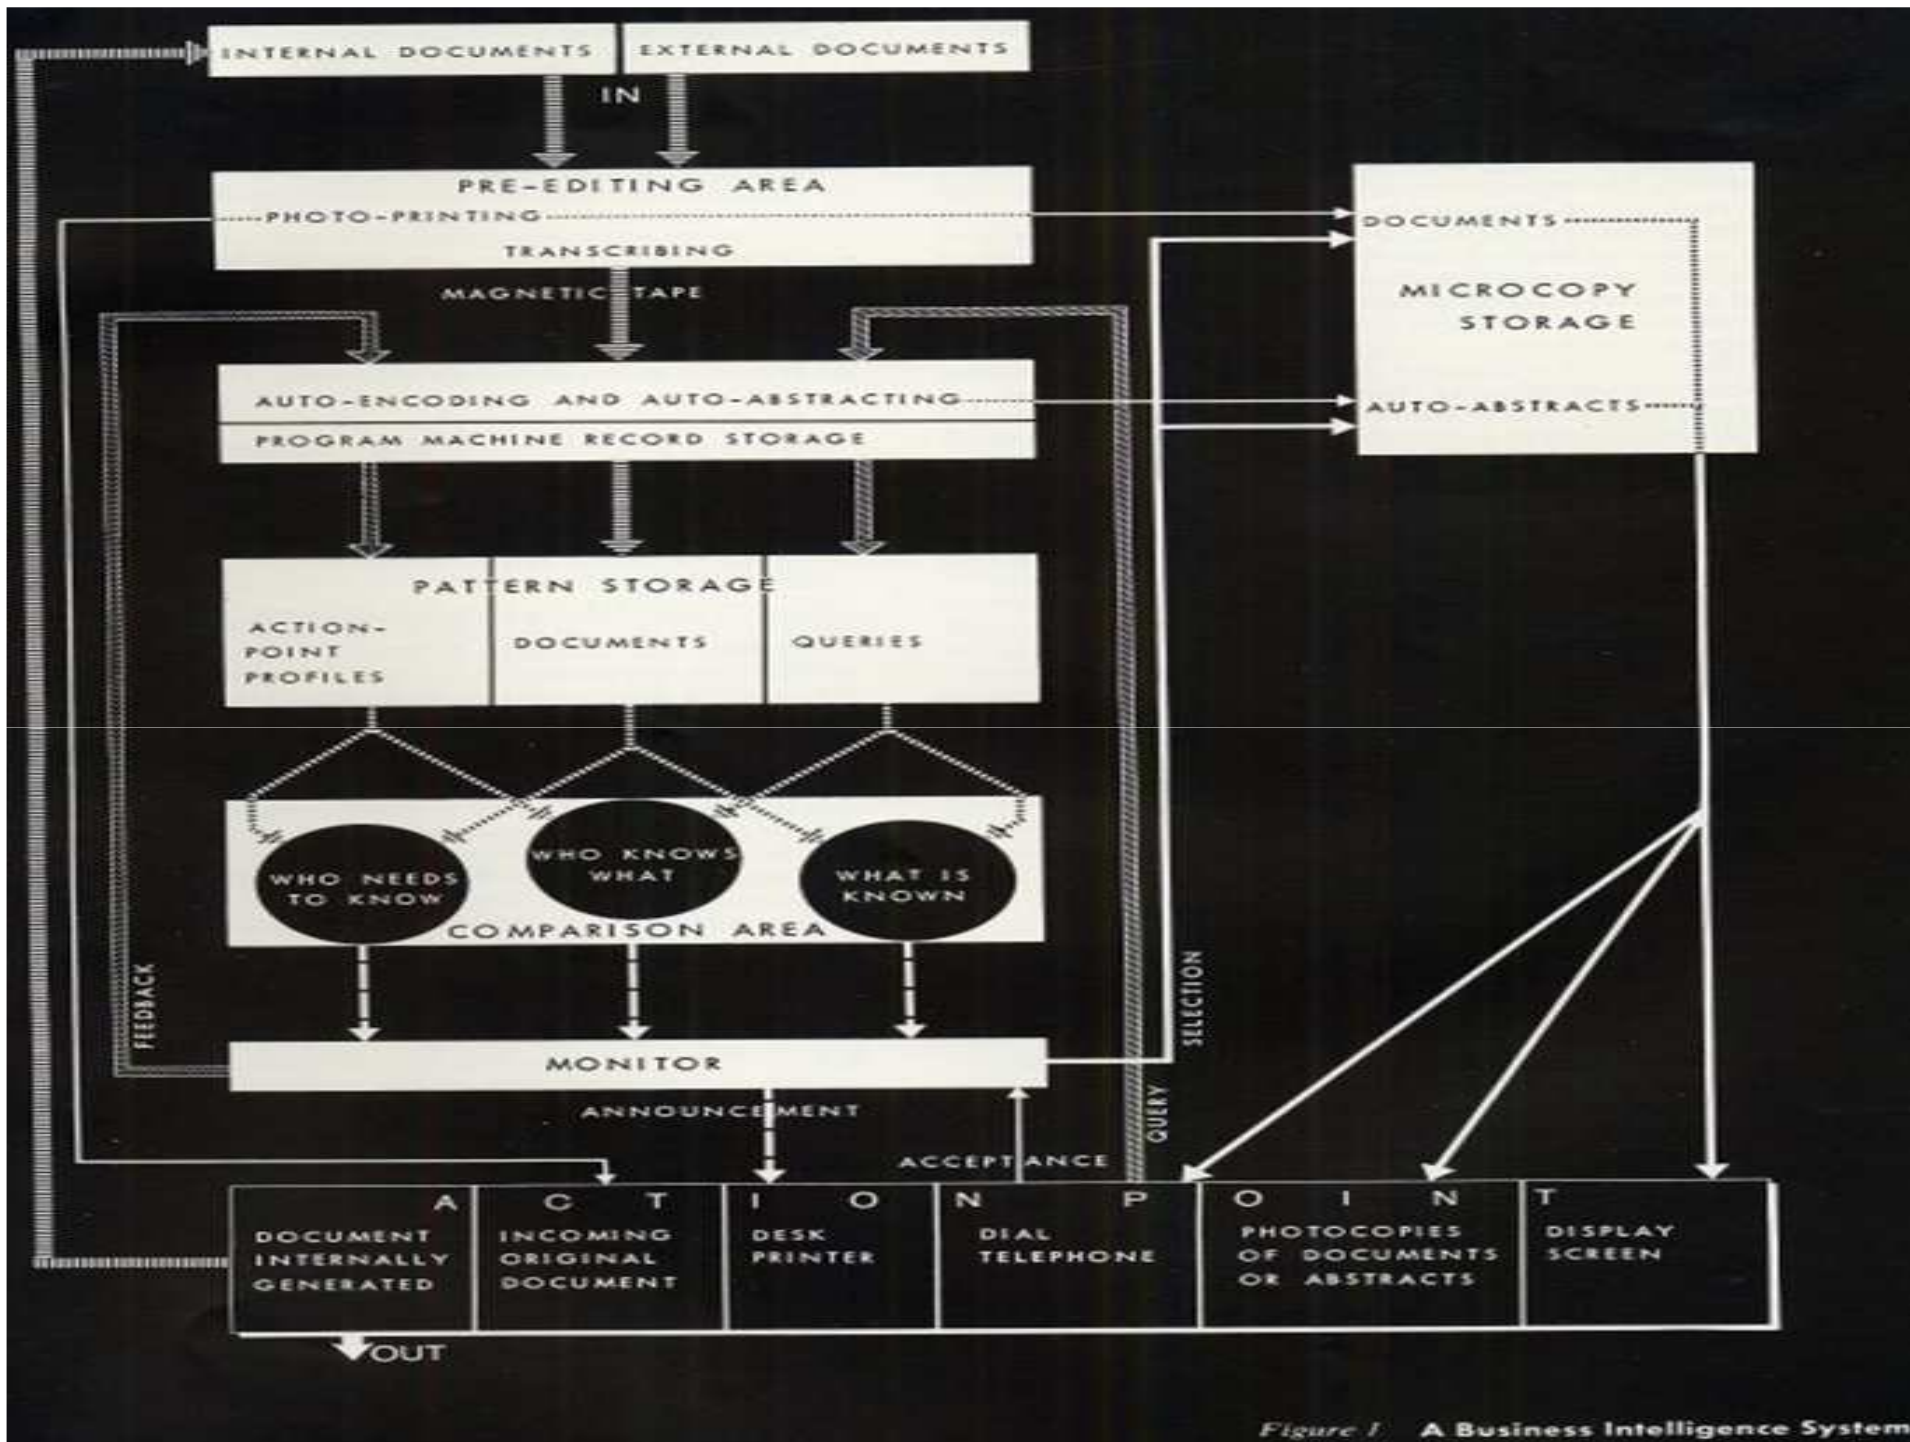 INTERNAL DOCUMENTS
EXTERNAL DOCUMENTS
IN
PRE-EDITING AREA
PHOTO-PRINTING
TRANSCRIBING
MAGNETIC TAPE
AUTO-ENCODING AND AUTO-ABSTRACTING
PROGRAM MACHINE RECORD STORAGE
DOCUMENTS
MICROCOPY
STORAGE
AUTO-ABSTRACTS
PATTERN STORAGE
ACTION-
POINT
PROFILES
DOCUMENTS
QUERIES
WHO NEEDS
TO KNOW
WHO KNOWS
WHAT
WHAT IS
KNOWN
COMPARISON AREA
FEEDBACK
SELECTION
MONITOR
ANNOUNCEMENT
QUERY
ACCEPTANCE
ACTION POINT
DOCUMENT
INTERNALLY
GENERATED
INCOMING
ORIGINAL
DOCUMENT
DESK
PRINTER
DIAL
TELEPHONE
PHOTOCOPIES
OF DOCUMENTS
OR ABSTRACTS
DISPLAY
SCREEN
OUT
Figure 1 A Business Intelligence System